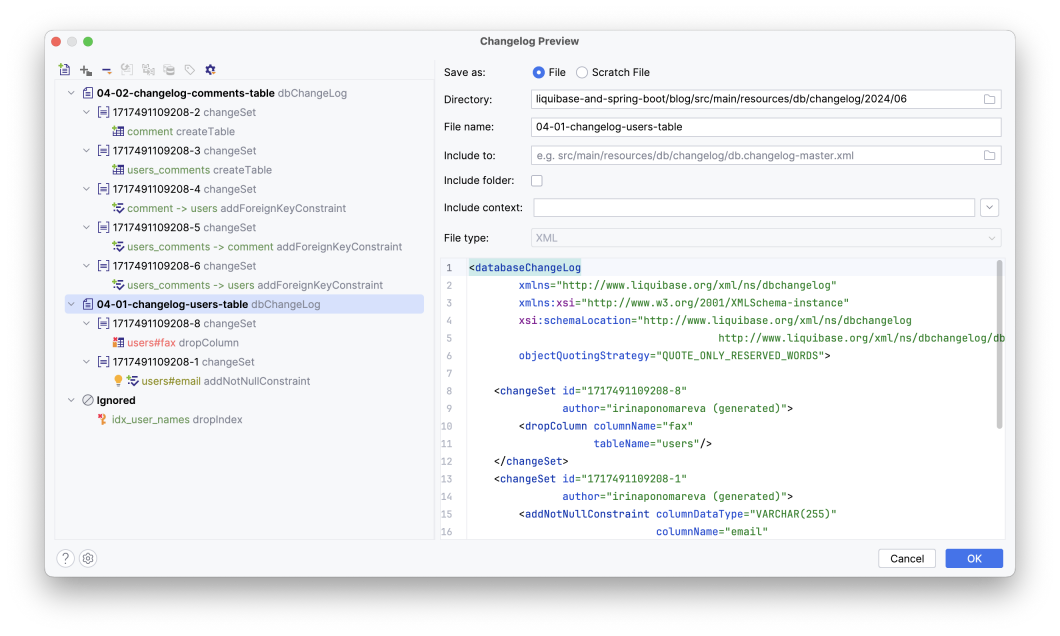 Changelog Preview
04-02-changelog-comments-table dbChangeLog
1717491109208-2 changeSet
comment createTable
1717491109208-3 changeSet
users_comments createTable
1717491109208-4 changeSet
comment -> users addForeignKeyConstraint
1717491109208-5 changeSet
users_comments -> comment addForeignKeyConstraint
1717491109208-6 changeSet
users_comments -> users addForeignKeyConstraint
04-01-changelog-users-table dbChangeLog
1717491109208-8 changeSet
users#fax dropColumn
1717491109208-1 changeSet
users#email addNotNullConstraint
Ignored
idx_user_names dropIndex
Save as: File Scratch File
Directory: liquibase-and-spring-boot/blog/src/main/resources/db/changelog/2024/06
File name: 04-01-changelog-users-table
Include to: e.g. src/main/resources/db/changelog/db.changelog-master.xml
Include folder:
Include context:
File type: XML
1 <databaseChangeLog
2 xmlns="http://www.liquibase.org/xml/ns/dbchangelog"
3 xmlns:xsi="http://www.w3.org/2001/XMLSchema-instance"
4 xsi:schemaLocation="http://www.liquibase.org/xml/ns/dbchangelog
5 http://www.liquibase.org/xml/ns/dbchangelog/db
6 objectQuotingStrategy="QUOTE_ONLY_RESERVED_WORDS">
7
8 <changeSet id="1717491109208-8"
9 author="irinaponomareva (generated)">
10 <dropColumn columnName="fax"
11 tableName="users"/>
12 </changeSet>
13 <changeSet id="1717491109208-1"
14 author="irinaponomareva (generated)">
15 <addNotNullConstraint columnDataType="VARCHAR(255)"
16 columnName="email"
? Cancel OK